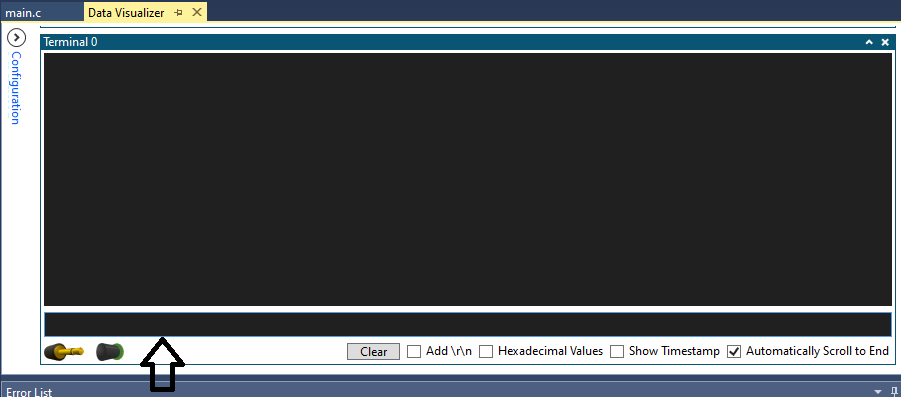 main.c Data Visualizer
Terminal 0
Configuration
Clear Add \r\n Hexadecimal Values Show Timestamp Automatically Scroll to End
Error List